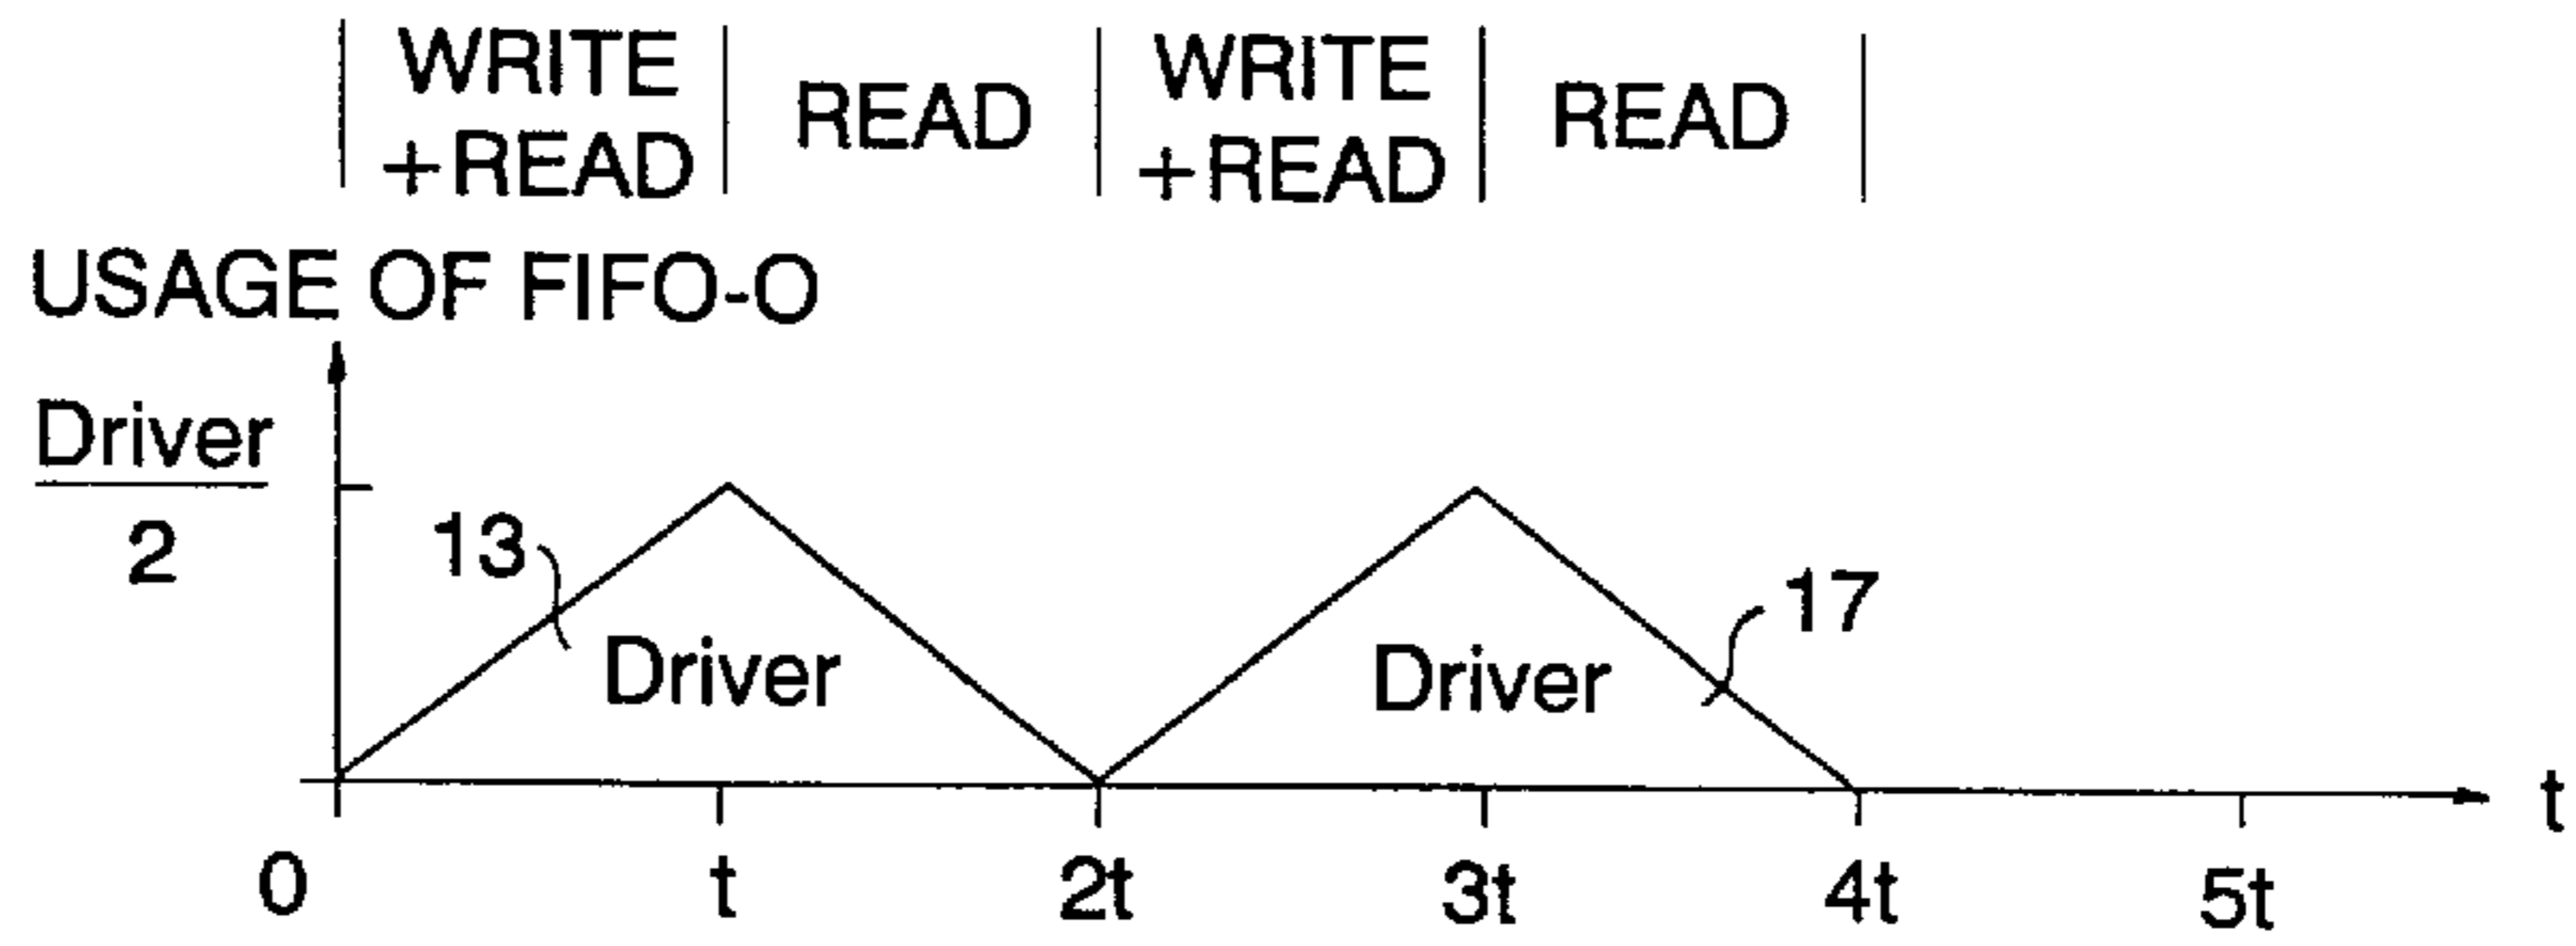 WRITE +READ READ WRITE +READ READ
USAGE OF FIFO-O
Driver
2
13
Driver
Driver
17
t
0 t 2t 3t 4t 5t